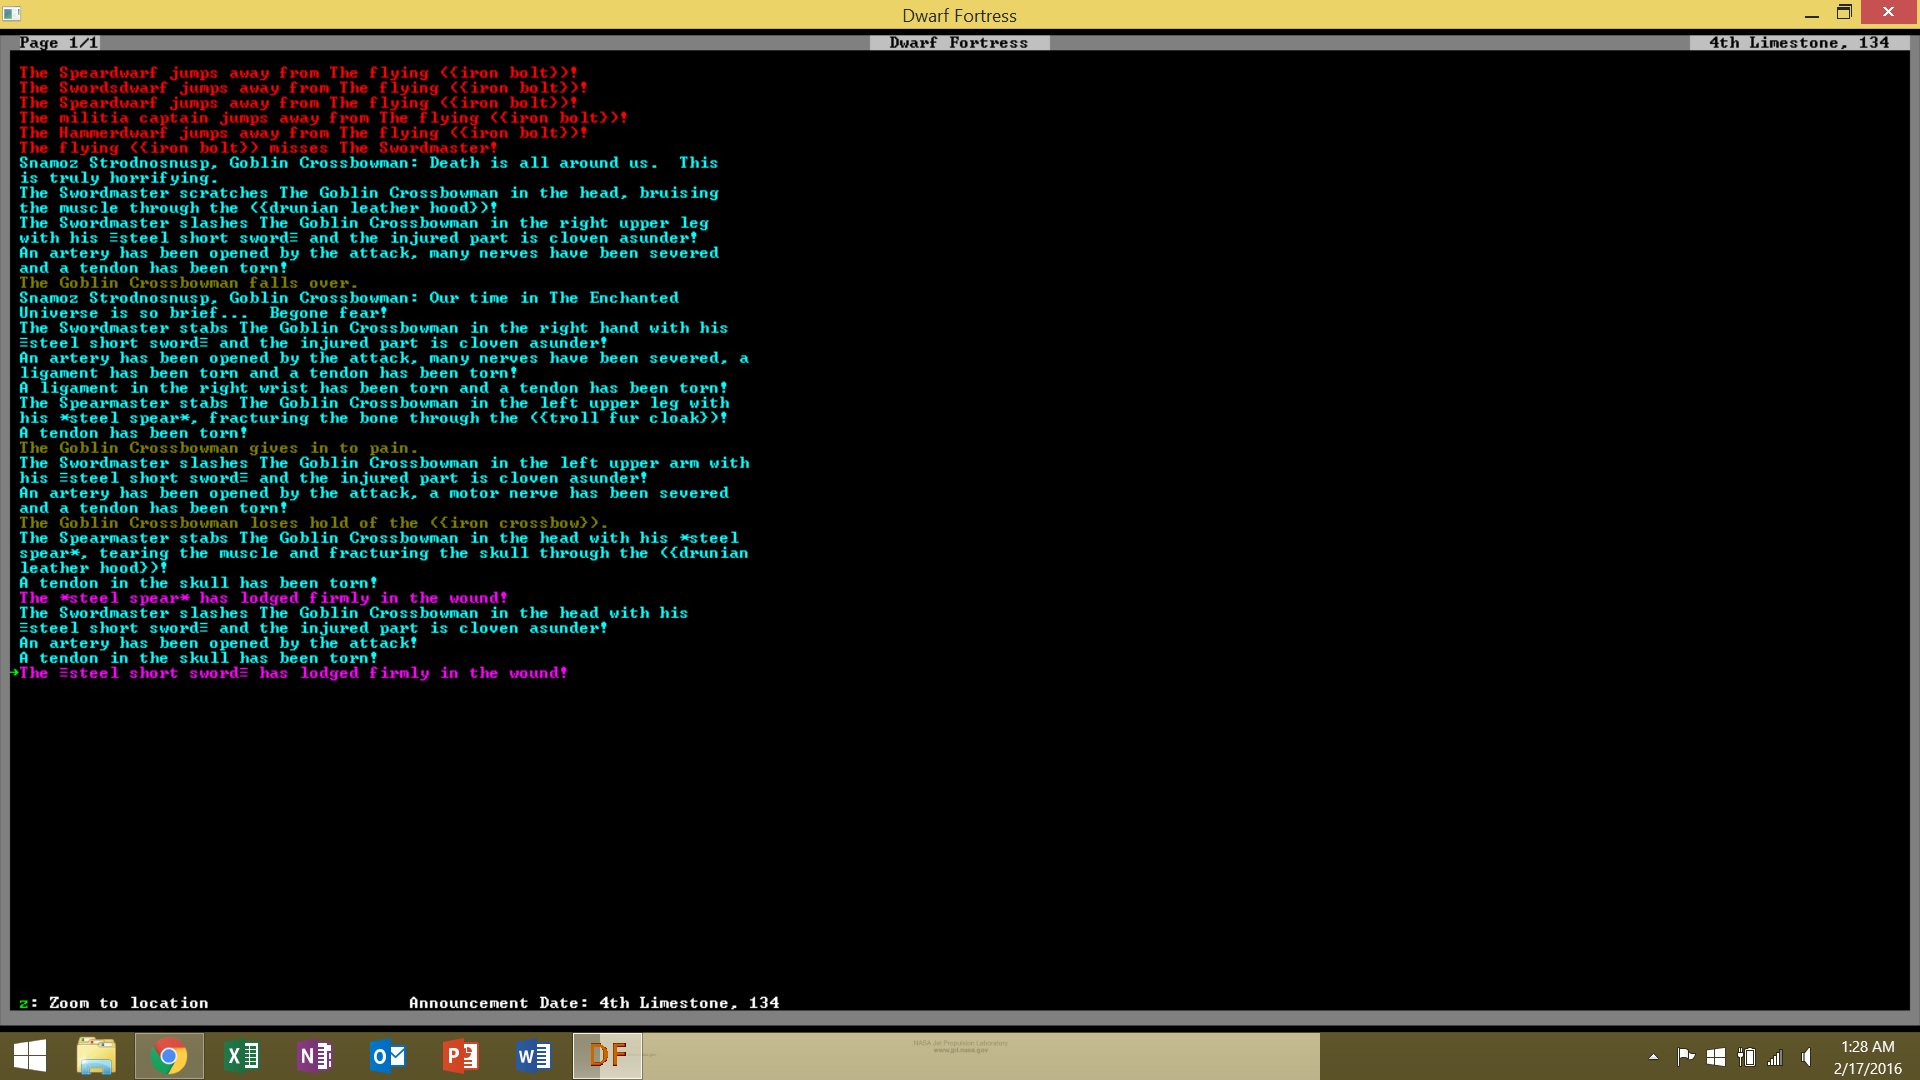 Dwarf Fortress
Page 1/1
Dwarf Fortress
4th Limestone, 134
The Speardwarf jumps away from The flying ({iron bolt})!
The Swordsdwarf jumps away from The flying ({iron bolt})!
The Speardwarf jumps away from The flying ({iron bolt})!
The militia captain jumps away from The flying ({iron bolt})!
The Hammerdwarf jumps away from The flying ({iron bolt})!
The flying ({iron bolt}) misses The Swordmaster!
Snamoz Strodnosnusp, Goblin Crossbowman: Death is all around us.  This
is truly horrifying.
The Swordmaster scratches The Goblin Crossbowman in the head, bruising
the muscle through the ({drunian leather hood})!
The Swordmaster slashes The Goblin Crossbowman in the right upper leg
with his ≡steel short sword≡ and the injured part is cloven asunder!
An artery has been opened by the attack, many nerves have been severed
and a tendon has been torn!
The Goblin Crossbowman falls over.
Snamoz Strodnosnusp, Goblin Crossbowman: Our time in The Enchanted
Universe is so brief...  Begone fear!
The Swordmaster stabs The Goblin Crossbowman in the right hand with his
≡steel short sword≡ and the injured part is cloven asunder!
An artery has been opened by the attack, many nerves have been severed, a
ligament has been torn and a tendon has been torn!
A ligament in the right wrist has been torn and a tendon has been torn!
The Spearmaster stabs The Goblin Crossbowman in the left upper leg with
his *steel spear*, fracturing the bone through the ({troll fur cloak})!
A tendon has been torn!
The Goblin Crossbowman gives in to pain.
The Swordmaster slashes The Goblin Crossbowman in the left upper arm with
his ≡steel short sword≡ and the injured part is cloven asunder!
An artery has been opened by the attack, a motor nerve has been severed
and a tendon has been torn!
The Goblin Crossbowman loses hold of the ({iron crossbow}).
The Spearmaster stabs The Goblin Crossbowman in the head with his *steel
spear*, tearing the muscle and fracturing the skull through the ({drunian
leather hood})!
A tendon in the skull has been torn!
The *steel spear* has lodged firmly in the wound!
The Swordmaster slashes The Goblin Crossbowman in the head with his
≡steel short sword≡ and the injured part is cloven asunder!
An artery has been opened by the attack!
A tendon in the skull has been torn!
→The ≡steel short sword≡ has lodged firmly in the wound!
z: Zoom to location
Announcement Date: 4th Limestone, 134
NASA Jet Propulsion Laboratory
www.jpl.nasa.gov
DF
1:28 AM
2/17/2016